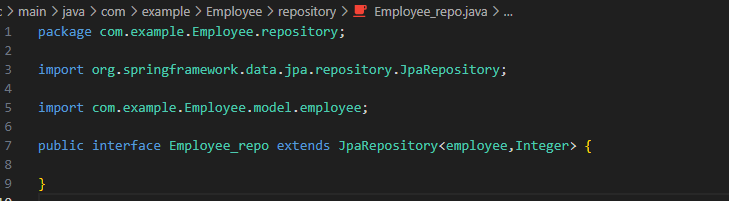 > main > java > com > example > Employee > repository > Employee_repo.java > ...
1 package com.example.Employee.repository;
2
3 import org.springframework.data.jpa.repository.JpaRepository;
4
5 import com.example.Employee.model.employee;
6
7 public interface Employee_repo extends JpaRepository<employee,Integer> {
8
9 }